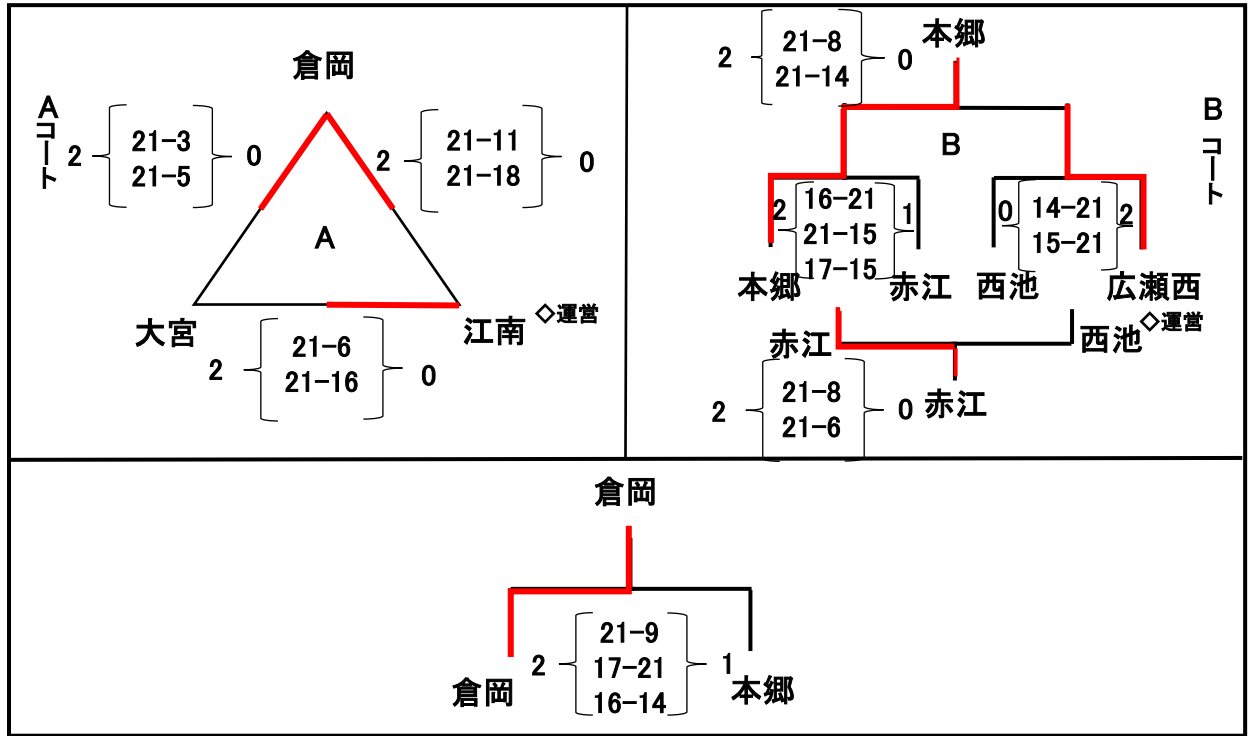 Aコート
倉岡
2 21-3 0
21-5
2 21-11 0
21-18
A
大宮
江南 ◇運営
2 21-6 0
21-16
Bコート
本郷
2 21-8 0
21-14
B
2 16-21 1
21-15
17-15
0 14-21 2
15-21
本郷 赤江 西池 広瀬西
◇運営
赤江 西池
2 21-8 0
21-6
赤江
倉岡
2 21-9 1
17-21
16-14
倉岡 本郷